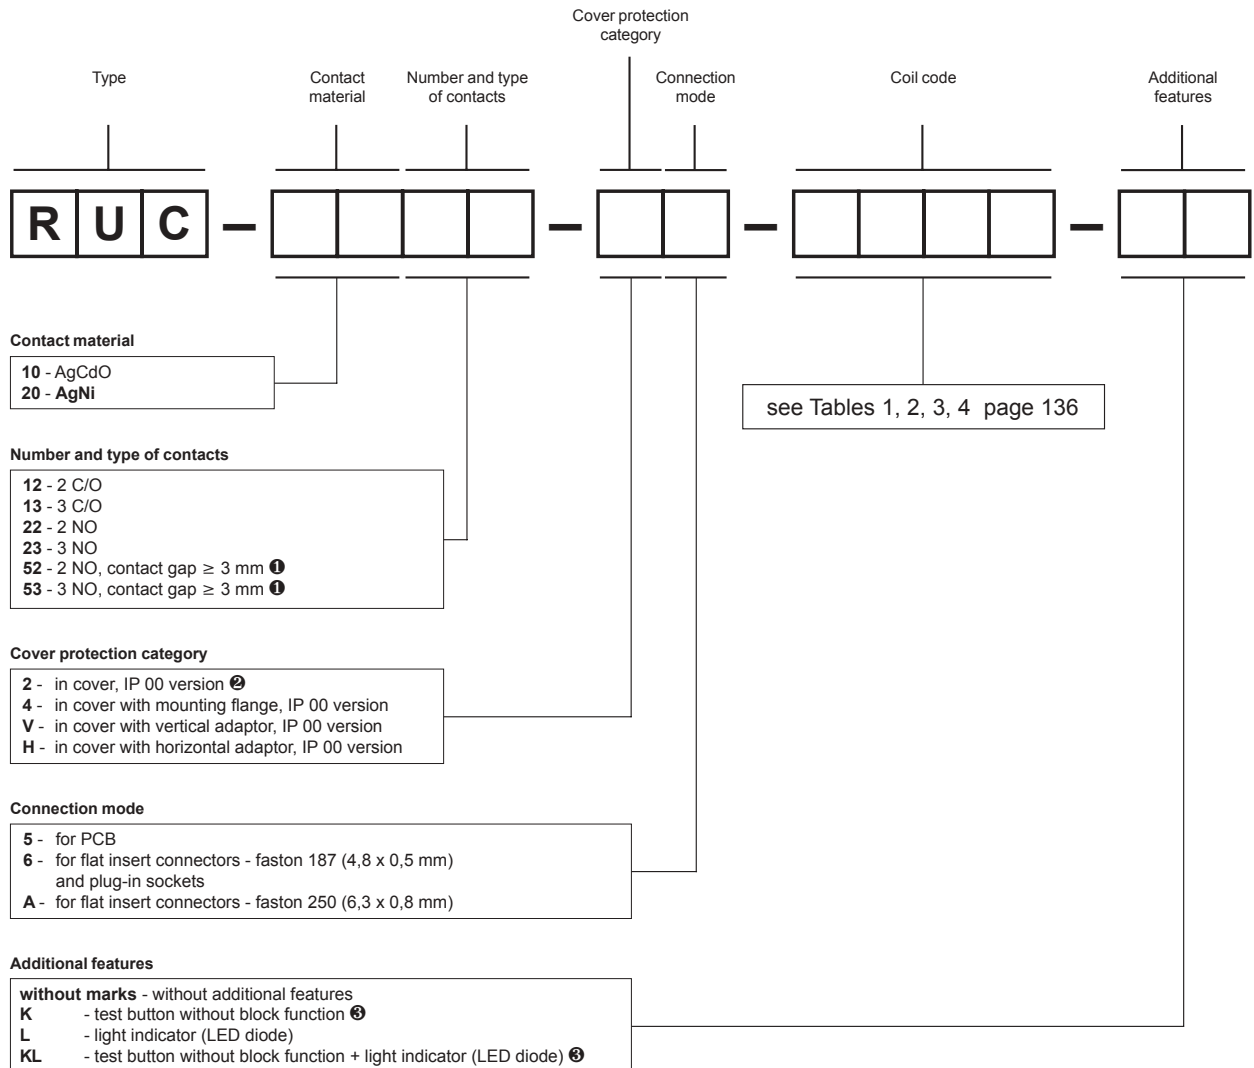 Cover protection
category
Type
Contact
material
Number and type
of contacts
Connection
mode
Coil code
Additional
features
R U C – – – –
Contact material
10 - AgCdO
20 - AgNi
see Tables 1, 2, 3, 4 page 136
Number and type of contacts
12 - 2 C/O
13 - 3 C/O
22 - 2 NO
23 - 3 NO
52 - 2 NO, contact gap ≥ 3 mm ❶
53 - 3 NO, contact gap ≥ 3 mm ❶
Cover protection category
2 - in cover, IP 00 version ❷
4 - in cover with mounting flange, IP 00 version
V - in cover with vertical adaptor, IP 00 version
H - in cover with horizontal adaptor, IP 00 version
Connection mode
5 - for PCB
6 - for flat insert connectors - faston 187 (4,8 x 0,5 mm)
and plug-in sockets
A - for flat insert connectors - faston 250 (6,3 x 0,8 mm)
Additional features
without marks - without additional features
K - test button without block function ❸
L - light indicator (LED diode)
KL - test button without block function + light indicator (LED diode) ❸